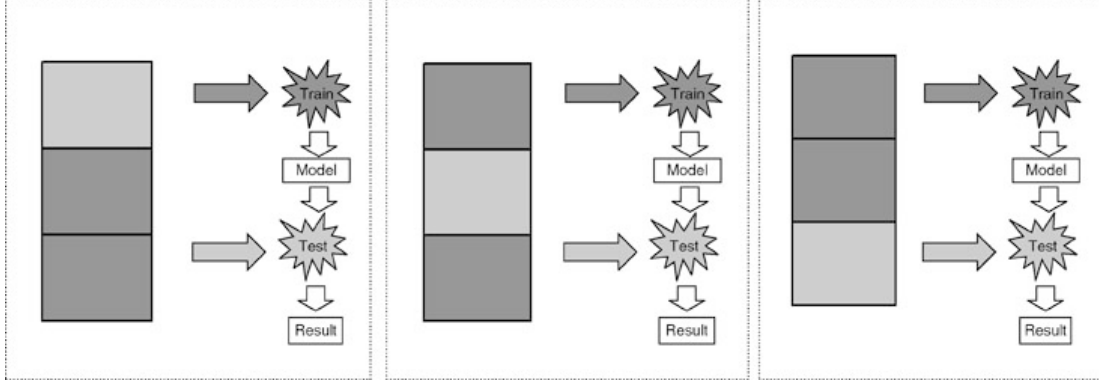 Train
Model
Test
Result
Train
Model
Test
Result
Train
Model
Test
Result